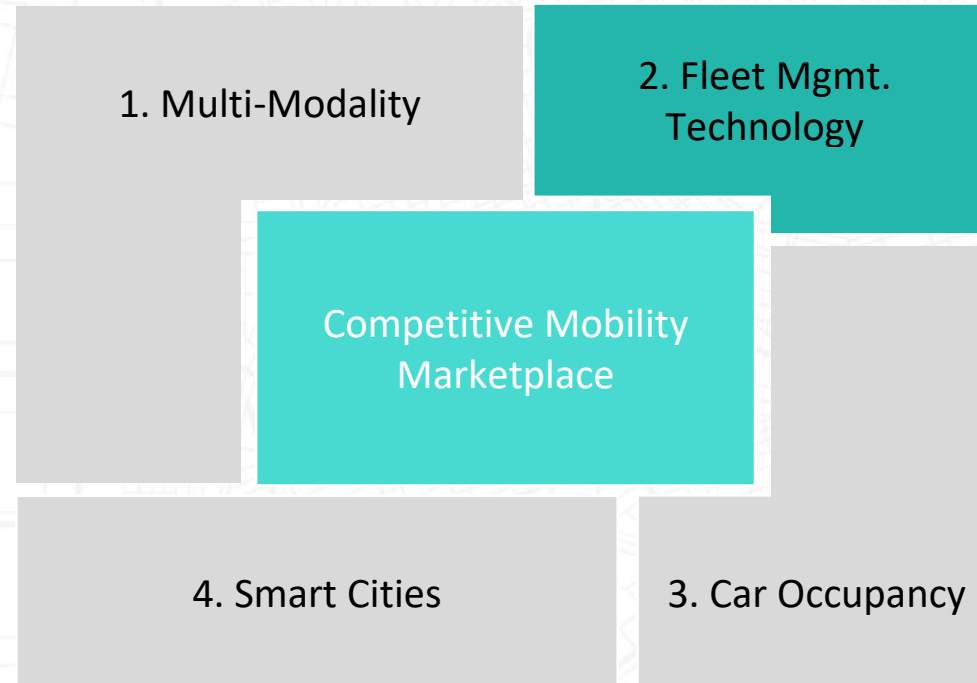 1. Multi-Modality
2. Fleet Mgmt.
Technology
Competitive Mobility
Marketplace
4. Smart Cities
3. Car Occupancy